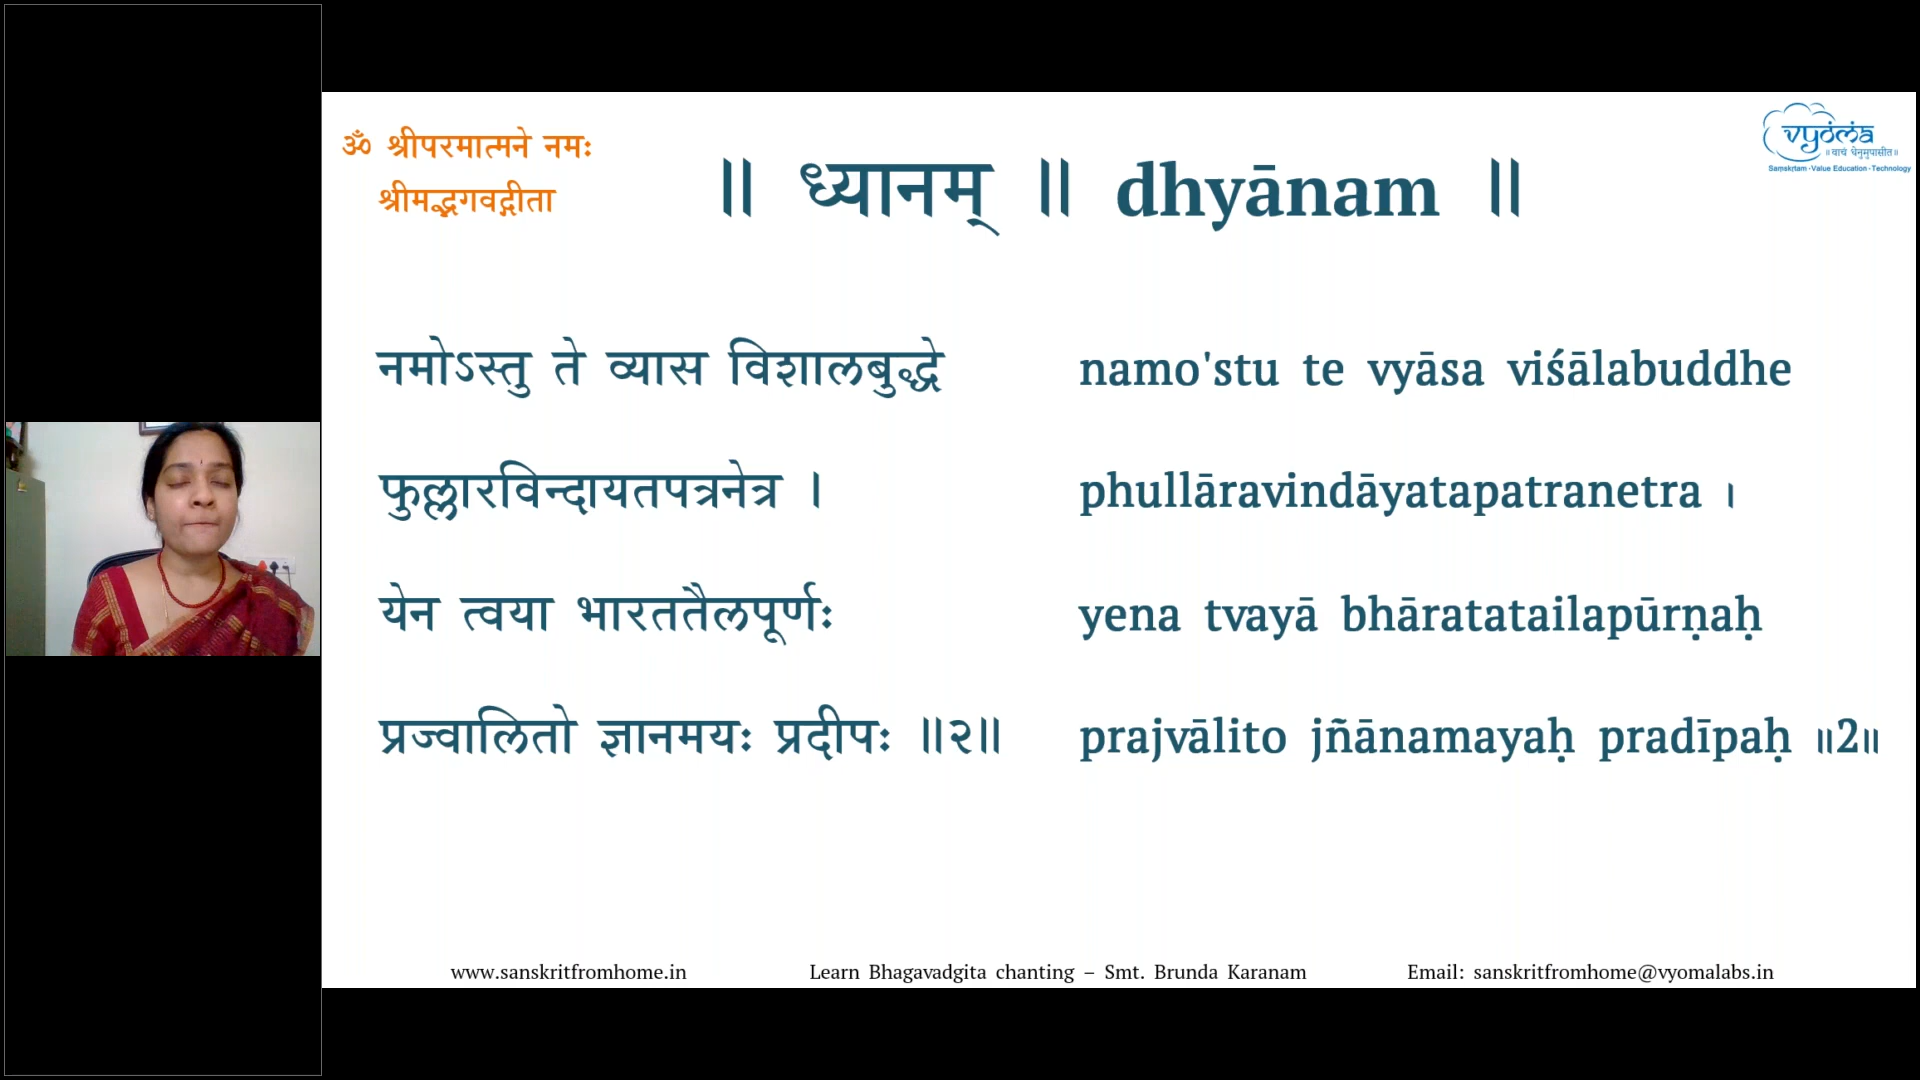 ॐ श्रीपरमात्मने नमः
श्रीमद्भगवद्गीता
॥ ध्यानम् ॥ dhyānam ॥
vyoma
॥ वाचं धेनुमुपासीत॥
Saṃskṛtam - Value Education - Technology
नमोऽस्तु ते व्यास विशालबुद्धे
namo'stu te vyāsa viśālabuddhe
फुल्लारविन्दायतपत्रनेत्र ।
phullāravindāyatapatranetra ।
येन त्वया भारततैलपूर्णः
yena tvayā bhāratatailapūrṇaḥ
प्रज्वालितो ज्ञानमयः प्रदीपः ॥२॥
prajvālito jñānamayaḥ pradīpaḥ ॥2॥
www.sanskritfromhome.in
Learn Bhagavadgita chanting – Smt. Brunda Karanam
Email: sanskritfromhome@vyomalabs.in